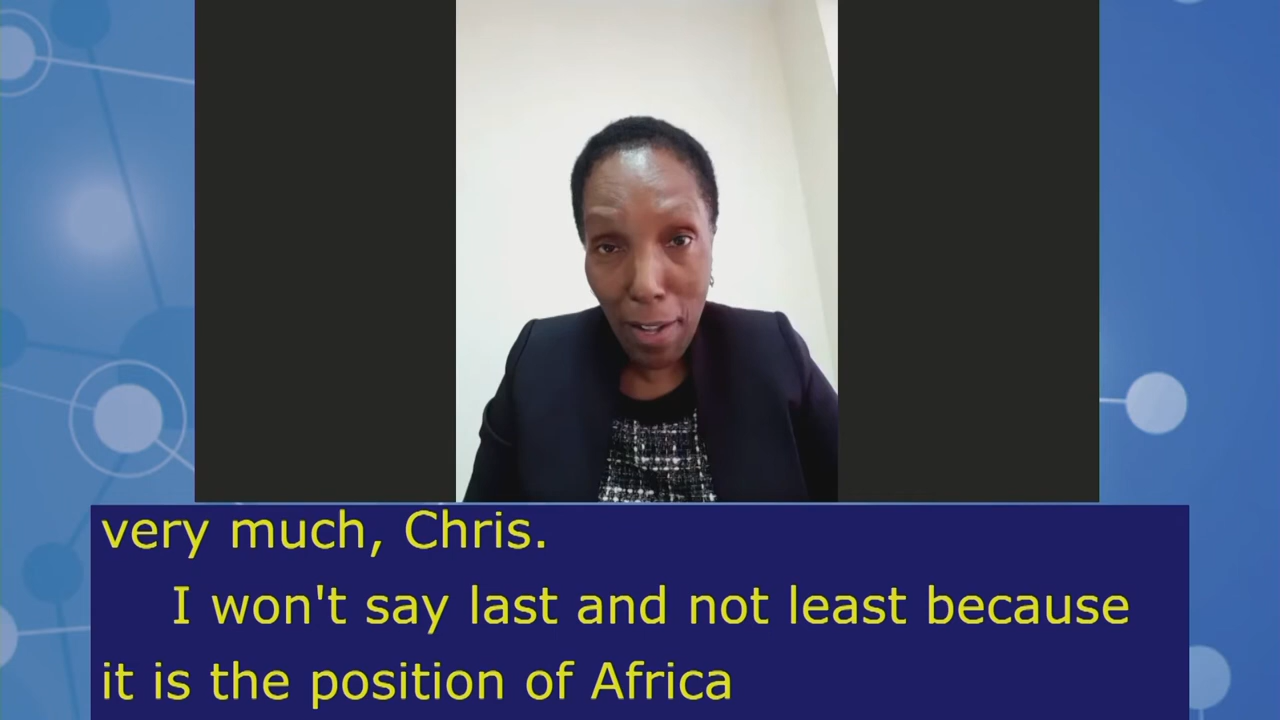 very much, Chris.
I won't say last and not least because
it is the position of Africa